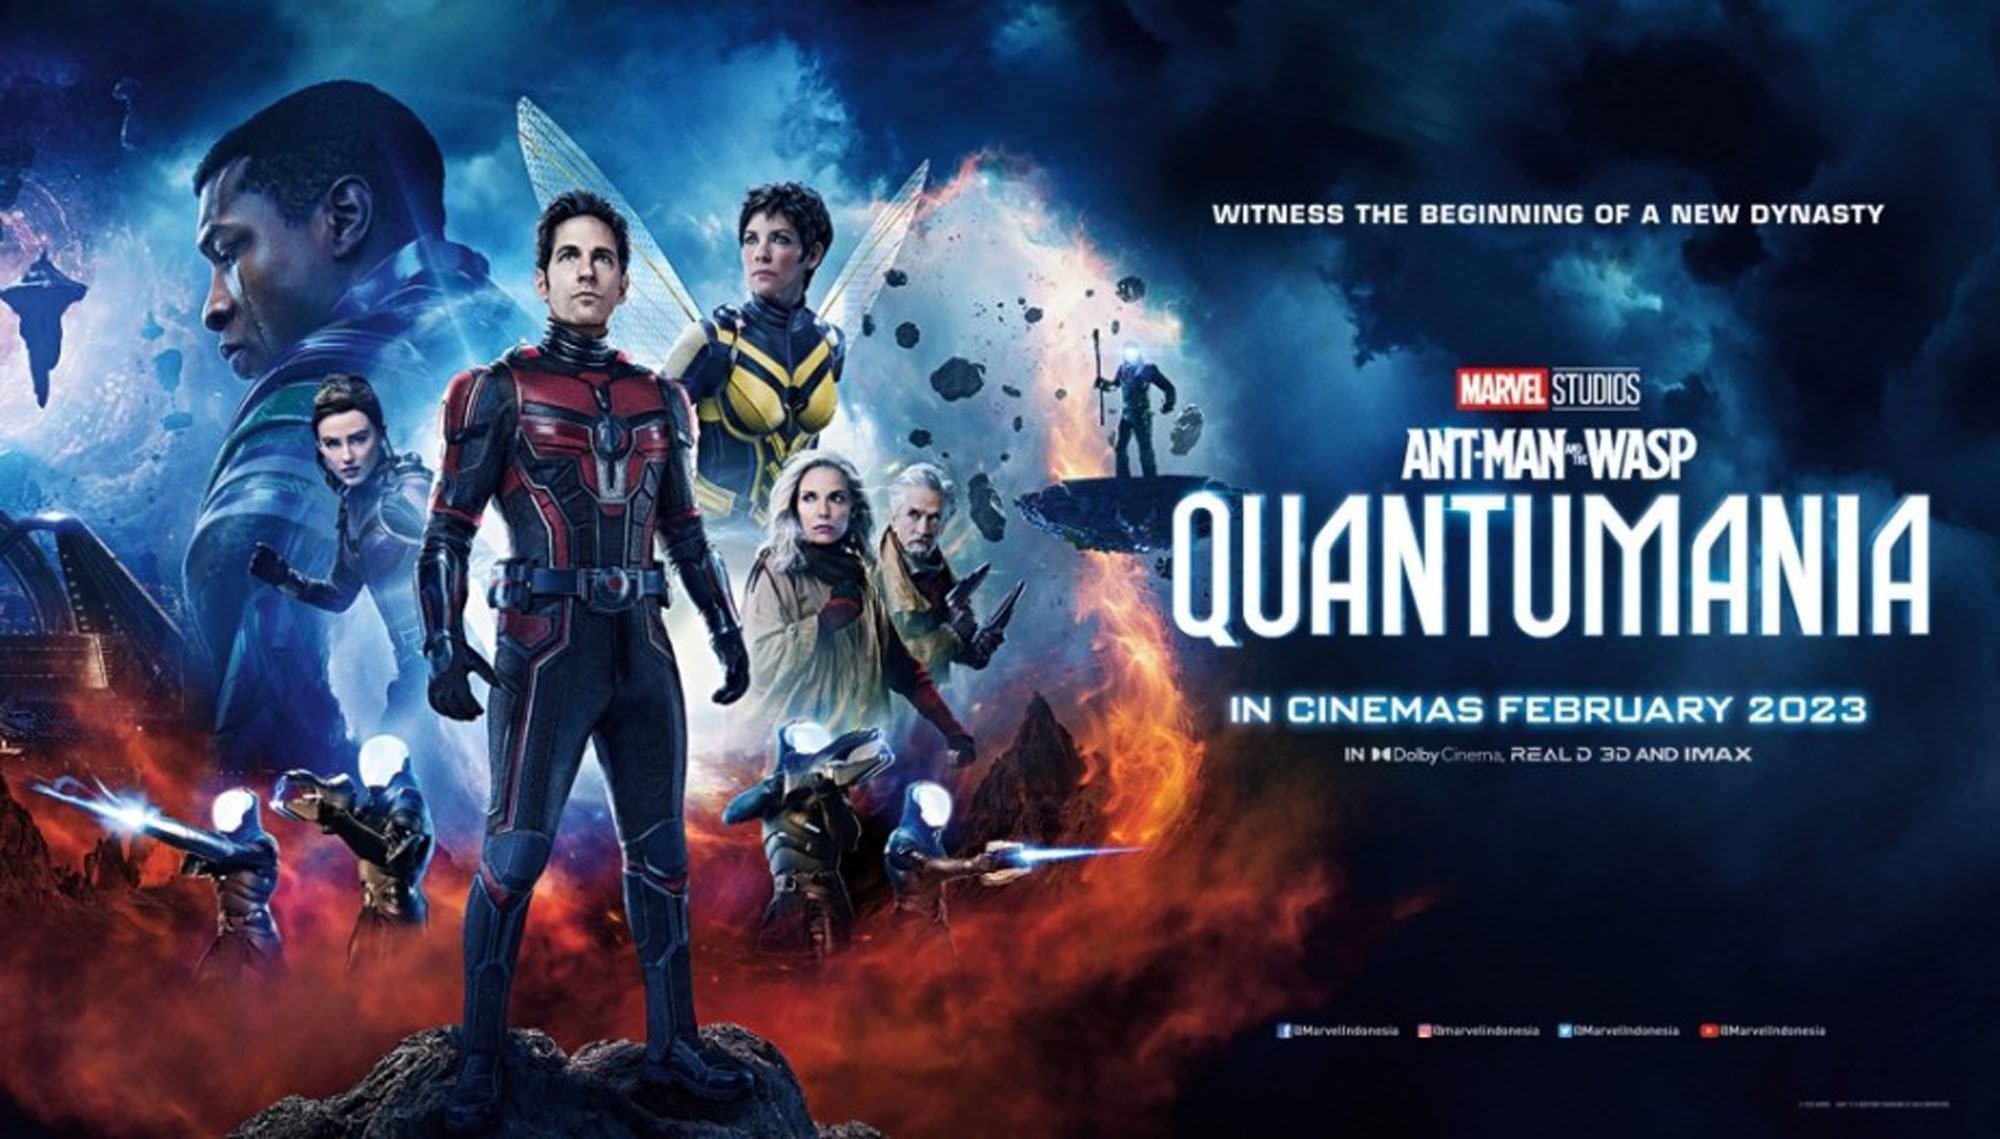 WITNESS THE BEGINNING OF A NEW DYNASTY
MARVEL STUDIOS
ANT-MAN AND THE WASP
QUANTUMANIA
IN CINEMAS FEBRUARY 2023
IN Dolby Cinema, REAL D 3D AND IMAX
@MarvelIndonesia @marvelindonesia @MarvelIndonesia @MarvelIndonesia